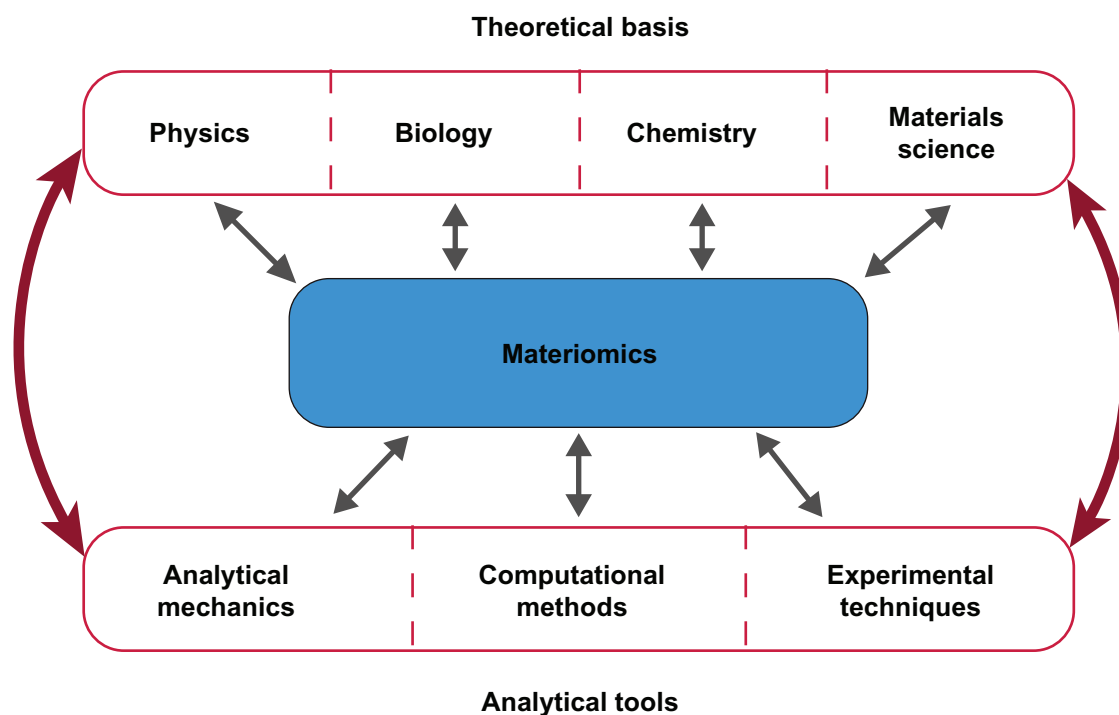 Theoretical basis
Physics
Biology
Chemistry
Materials
science
Materiomics
Analytical
mechanics
Computational
methods
Experimental
techniques
Analytical tools